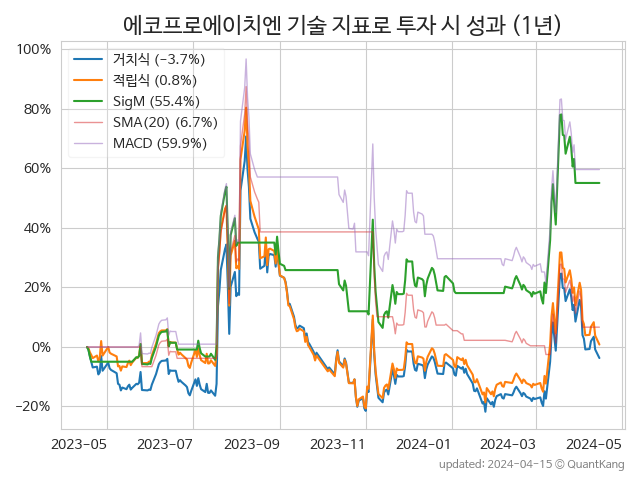 에코프로에이치엔 기술 지표로 투자 시 성과 (1년)
100%
80%
60%
40%
20%
0%
−20%
거치식 (−3.7%)
적립식 (0.8%)
SigM (55.4%)
SMA(20) (6.7%)
MACD (59.9%)
2023-05 2023-07 2023-09 2023-11 2024-01 2024-03 2024-05
updated: 2024-04-15 © QuantKang